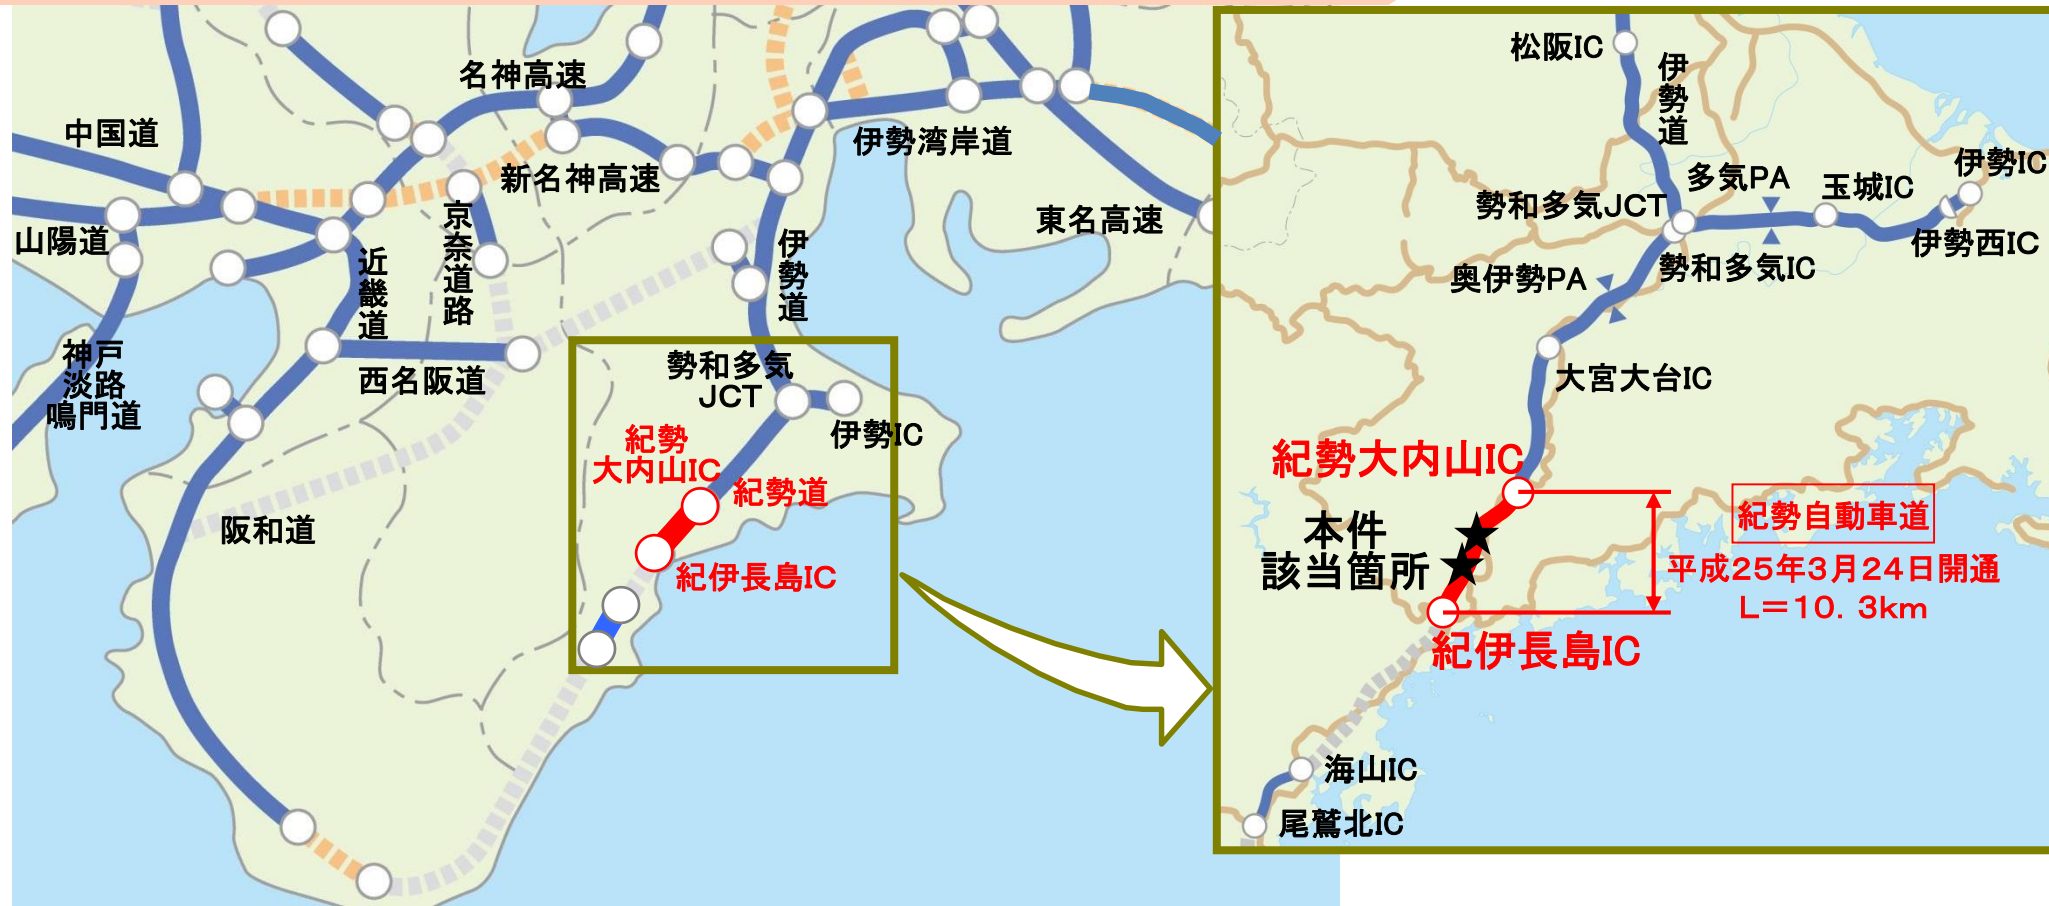 名神高速
中国道
新名神高速
伊勢湾岸道
山陽道
京奈道路
近畿道
伊勢道
東名高速
神戸
淡路
鳴門道
西名阪道
勢和多気
JCT
伊勢IC
紀勢
大内山IC
紀勢道
阪和道
紀伊長島IC
松阪IC
伊勢道
伊勢IC
多気PA
玉城IC
勢和多気JCT
伊勢西IC
勢和多気IC
奥伊勢PA
大宮大台IC
紀勢大内山IC
本件
該当箇所
紀勢自動車道
平成25年3月24日開通
L=10.3km
紀伊長島IC
海山IC
尾鷲北IC